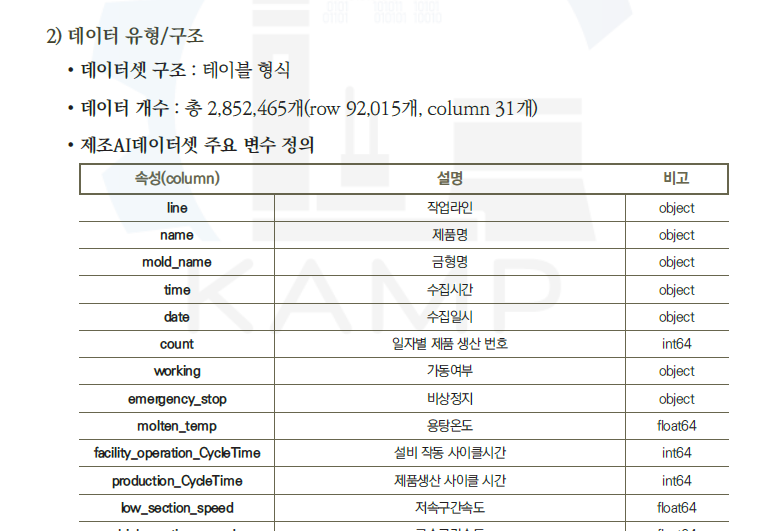 2) 데이터 유형/구조
• 데이터셋 구조 : 테이블 형식
• 데이터 개수 : 총 2,852,465개(row 92,015개, column 31개)
• 제조AI데이터셋 주요 변수 정의
속성(column) 설명 비고
line 작업라인 object
name 제품명 object
mold_name 금형명 object
time 수집시간 object
date 수집일시 object
count 일자별 제품 생산 번호 int64
working 가동여부 object
emergency_stop 비상정지 object
molten_temp 용탕온도 float64
facility_operation_CycleTime 설비 작동 사이클시간 int64
production_CycleTime 제품생산 사이클 시간 int64
low_section_speed 저속구간속도 float64
KAMP